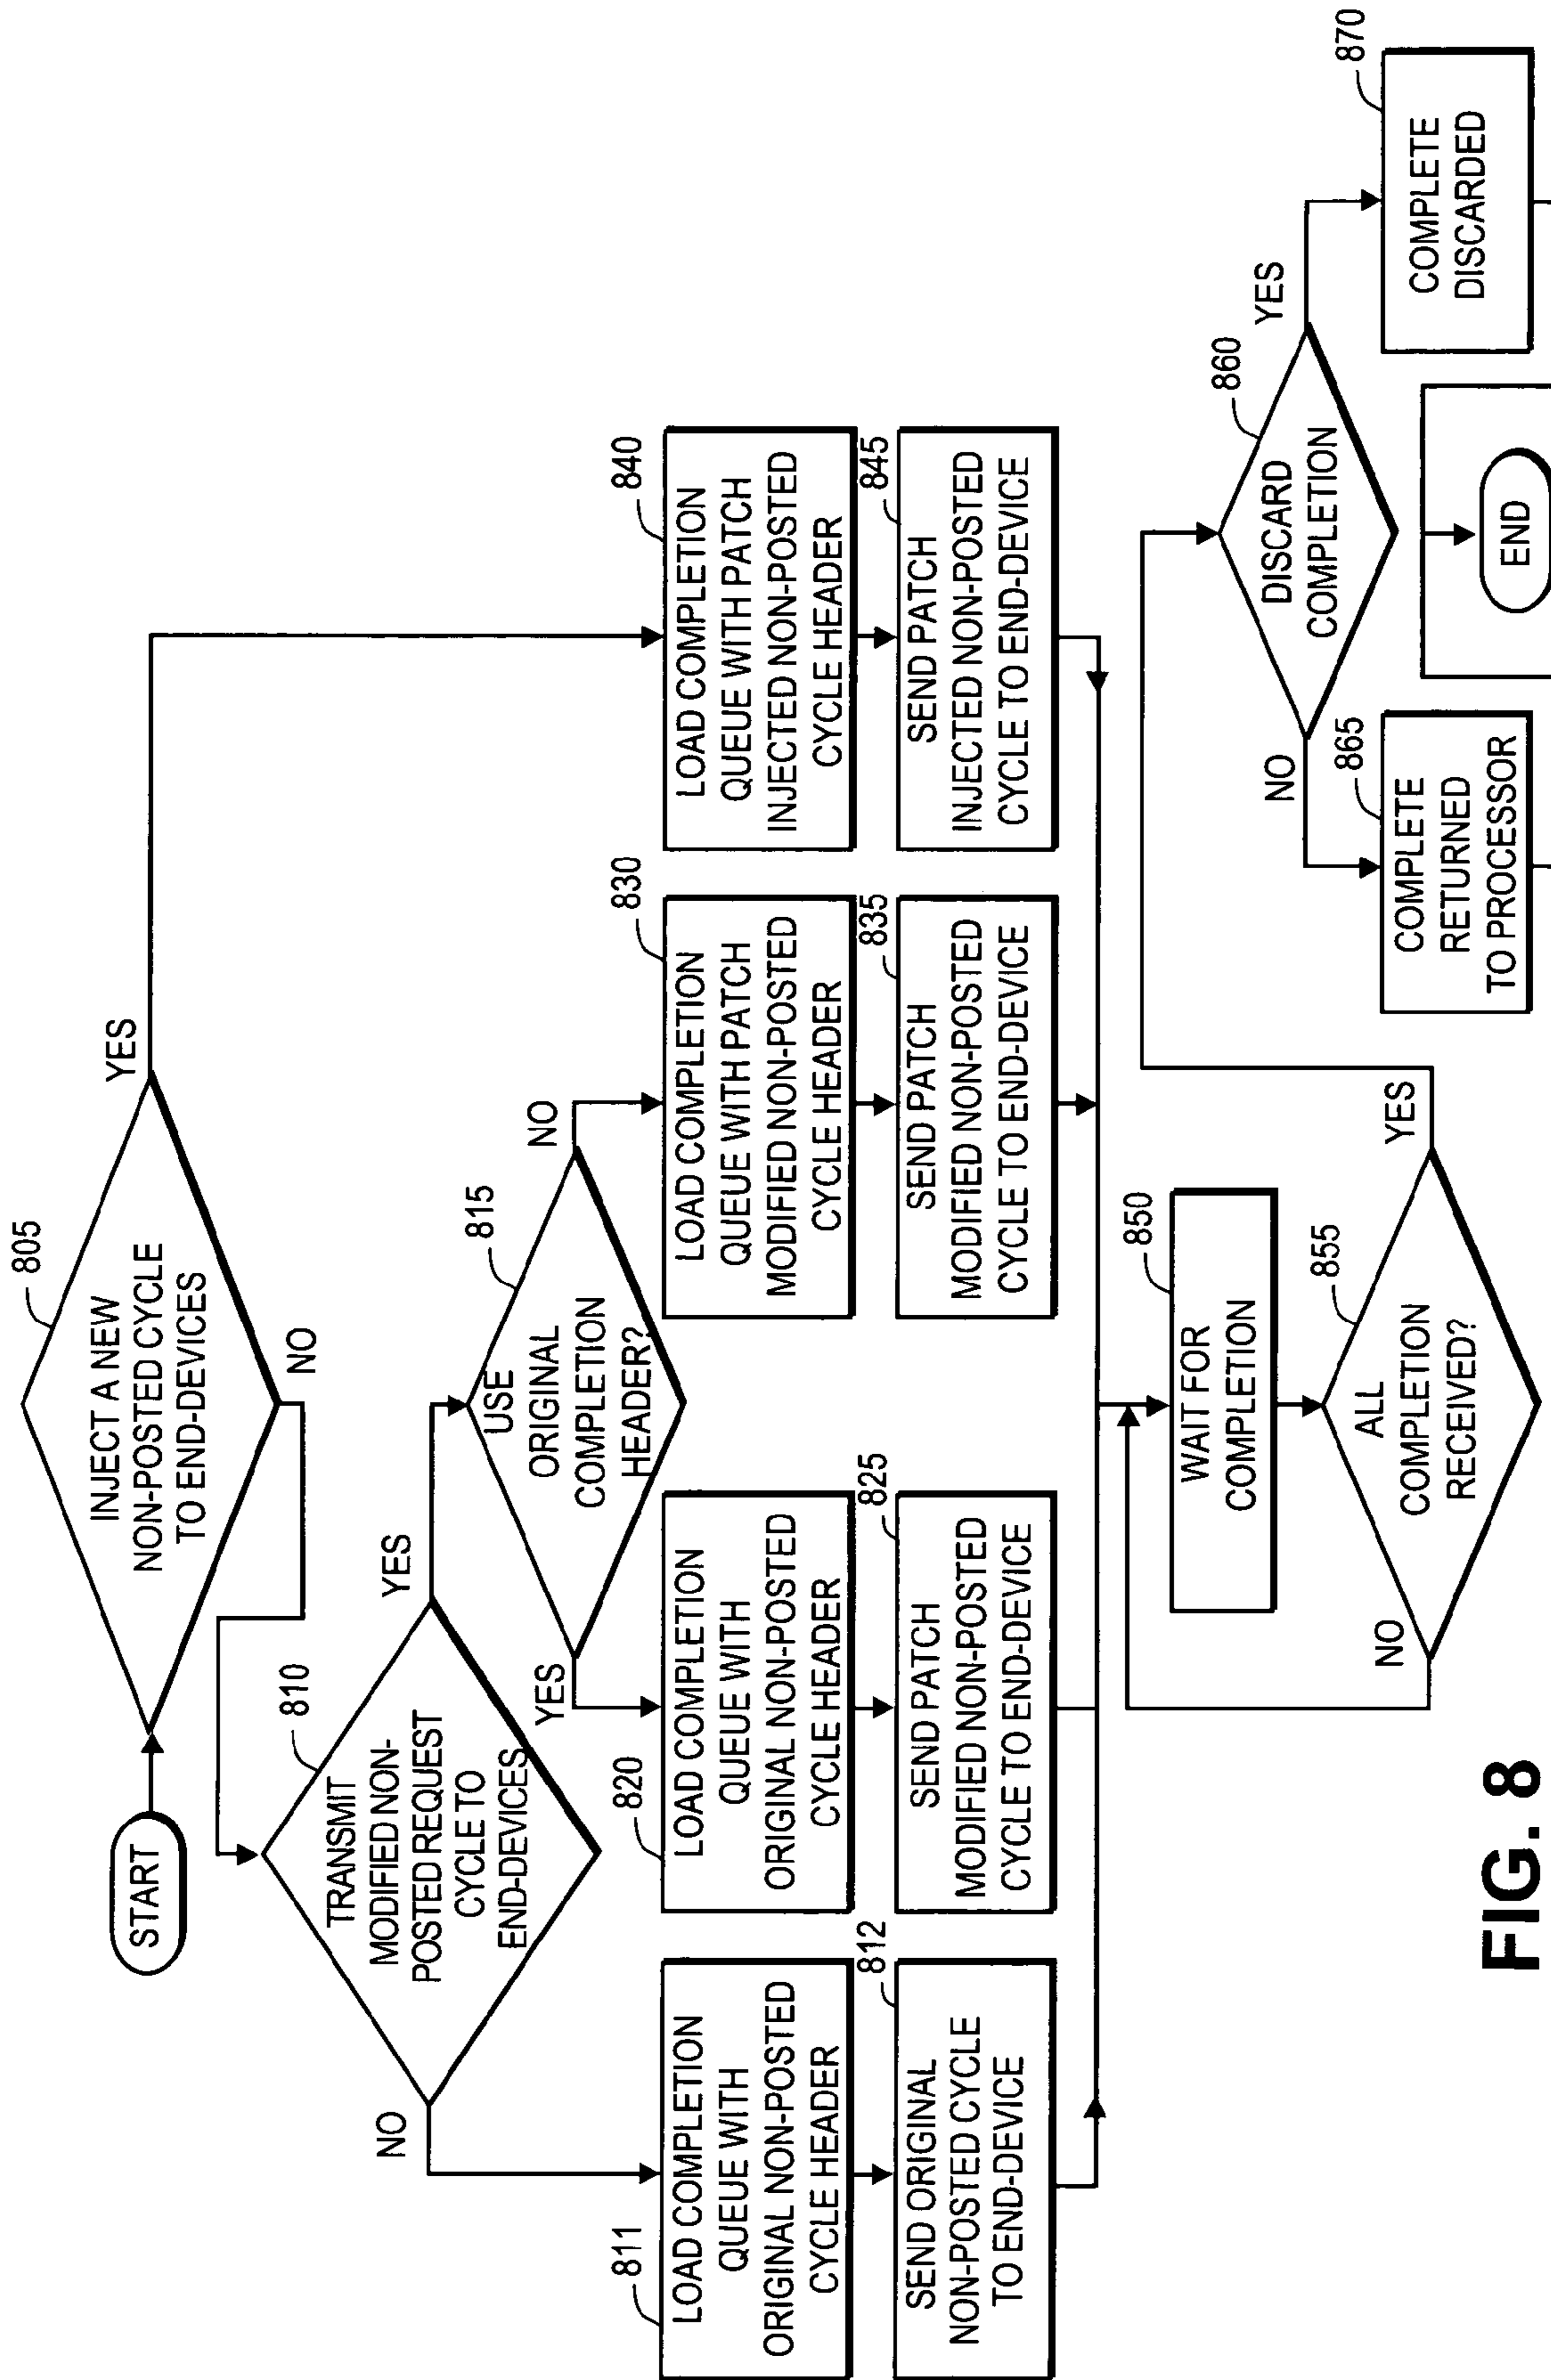 START
805
INJECT A NEW
NON-POSTED CYCLE
TO END-DEVICES
YES
NO
810
TRANSMIT
MODIFIED NON-
POSTED REQUEST
CYCLE TO
END-DEVICES
NO
YES
815
USE
ORIGINAL
COMPLETION
HEADER?
YES
NO
811
LOAD COMPLETION
QUEUE WITH
ORIGINAL NON-POSTED
CYCLE HEADER
812
SEND ORIGINAL
NON-POSTED CYCLE
TO END-DEVICE
820
LOAD COMPLETION
QUEUE WITH
ORIGINAL NON-POSTED
CYCLE HEADER
825
SEND PATCH
MODIFIED NON-POSTED
CYCLE TO END-DEVICE
830
LOAD COMPLETION
QUEUE WITH PATCH
MODIFIED NON-POSTED
CYCLE HEADER
835
SEND PATCH
MODIFIED NON-POSTED
CYCLE TO END-DEVICE
840
LOAD COMPLETION
QUEUE WITH PATCH
INJECTED NON-POSTED
CYCLE HEADER
845
SEND PATCH
INJECTED NON-POSTED
CYCLE TO END-DEVICE
850
WAIT FOR
COMPLETION
855
ALL
COMPLETION
RECEIVED?
NO
YES
860
DISCARD
COMPLETION
NO
YES
865
COMPLETE
RETURNED
TO PROCESSOR
870
COMPLETE
DISCARDED
END
FIG. 8